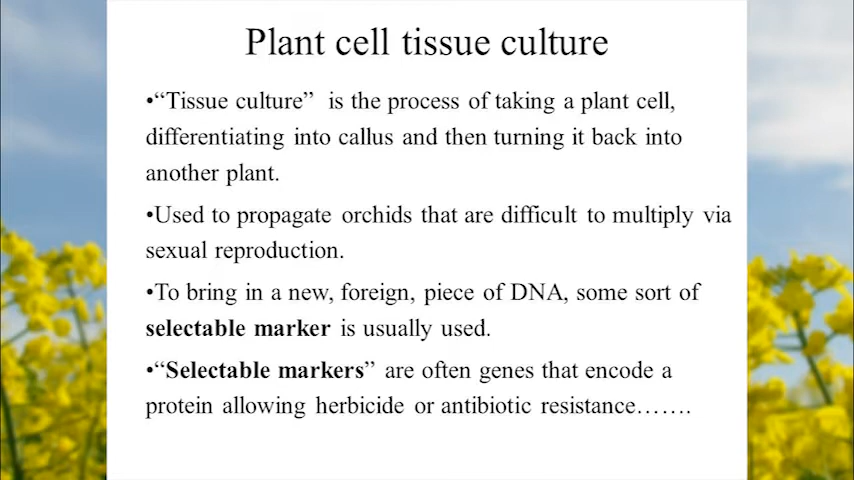 Plant cell tissue culture
•“Tissue culture” is the process of taking a plant cell,
differentiating into callus and then turning it back into
another plant.
•Used to propagate orchids that are difficult to multiply via
sexual reproduction.
•To bring in a new, foreign, piece of DNA, some sort of
selectable marker is usually used.
•“Selectable markers” are often genes that encode a
protein allowing herbicide or antibiotic resistance…….